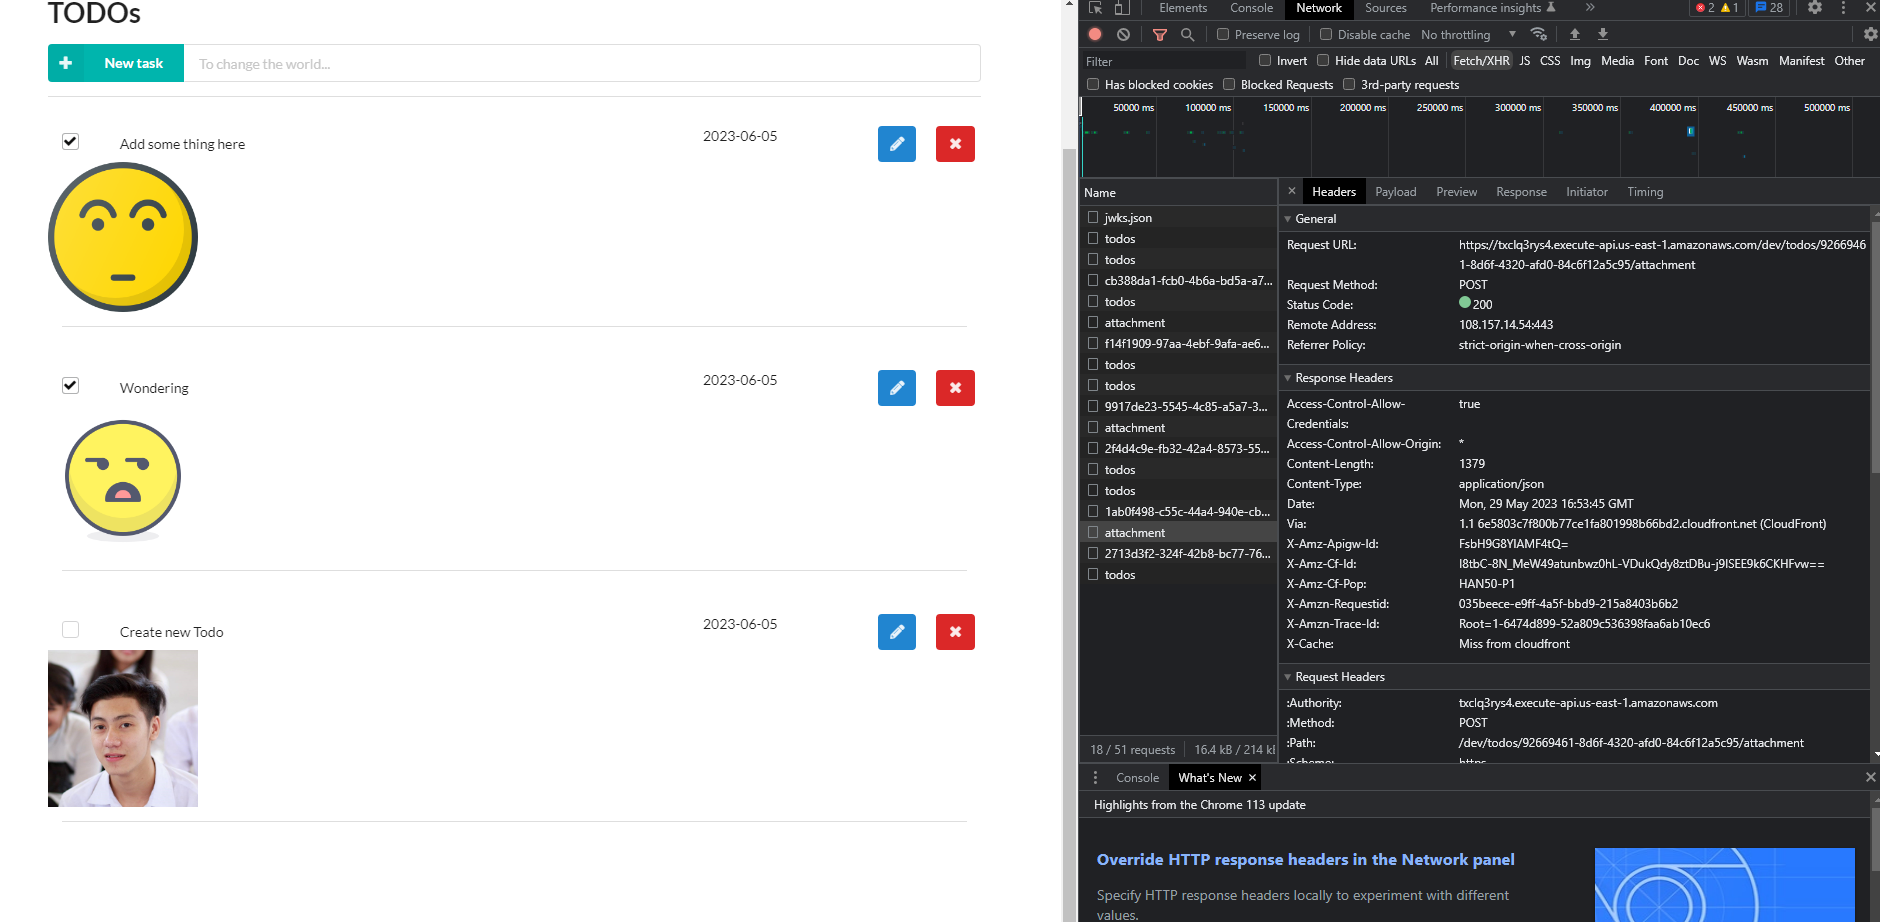 TODOs
New task
To change the world...
Add some thing here
2023-06-05
Wondering
2023-06-05
Create new Todo
2023-06-05
Elements Console Network Sources Performance insights » 2 1 28
Preserve log Disable cache No throttling
Filter Invert Hide data URLs All Fetch/XHR JS CSS Img Media Font Doc WS Wasm Manifest Other
Has blocked cookies Blocked Requests 3rd-party requests
50000 ms 100000 ms 150000 ms 200000 ms 250000 ms 300000 ms 350000 ms 400000 ms 450000 ms 500000 ms
Name
jwks.json
todos
todos
cb388da1-fcb0-4b6a-bd5a-a7...
todos
attachment
f14f1909-97aa-4ebf-9afa-ae6...
todos
todos
9917de23-5545-4c85-a5a7-3...
attachment
2f4d4c9e-fb32-42a4-8573-55...
todos
todos
1ab0f498-c55c-44a4-940e-cb...
attachment
2713d3f2-324f-42b8-bc77-76...
todos
18 / 51 requests 16.4 kB / 214 kB
Headers Payload Preview Response Initiator Timing
General
Request URL: https://txclq3rys4.execute-api.us-east-1.amazonaws.com/dev/todos/9266946
1-8d6f-4320-afd0-84c6f12a5c95/attachment
Request Method: POST
Status Code: 200
Remote Address: 108.157.14.54:443
Referrer Policy: strict-origin-when-cross-origin
Response Headers
Access-Control-Allow- true
Credentials:
Access-Control-Allow-Origin: *
Content-Length: 1379
Content-Type: application/json
Date: Mon, 29 May 2023 16:53:45 GMT
Via: 1.1 6e5803c7f800b77ce1fa801998b66bd2.cloudfront.net (CloudFront)
X-Amz-Apigw-Id: FsbH9G8YIAMF4tQ=
X-Amz-Cf-Id: I8tbC-8N_MeW49atunbwz0hL-VDukQdy8ztDBu-j9ISEE9k6CKHFvw==
X-Amz-Cf-Pop: HAN50-P1
X-Amzn-Requestid: 035beece-e9ff-4a5f-bbd9-215a8403b6b2
X-Amzn-Trace-Id: Root=1-6474d899-52a809c536398faa6ab10ec6
X-Cache: Miss from cloudfront
Request Headers
:Authority: txclq3rys4.execute-api.us-east-1.amazonaws.com
:Method: POST
:Path: /dev/todos/92669461-8d6f-4320-afd0-84c6f12a5c95/attachment
:Scheme: https
Console What's New
Highlights from the Chrome 113 update
Override HTTP response headers in the Network panel
Specify HTTP response headers locally to experiment with different
values.